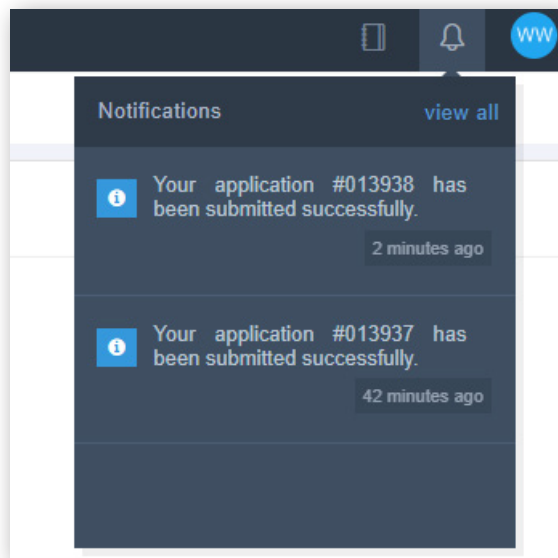 WW
Notifications view all
Your application #013938 has
been submitted successfully.
2 minutes ago
Your application #013937 has
been submitted successfully.
42 minutes ago